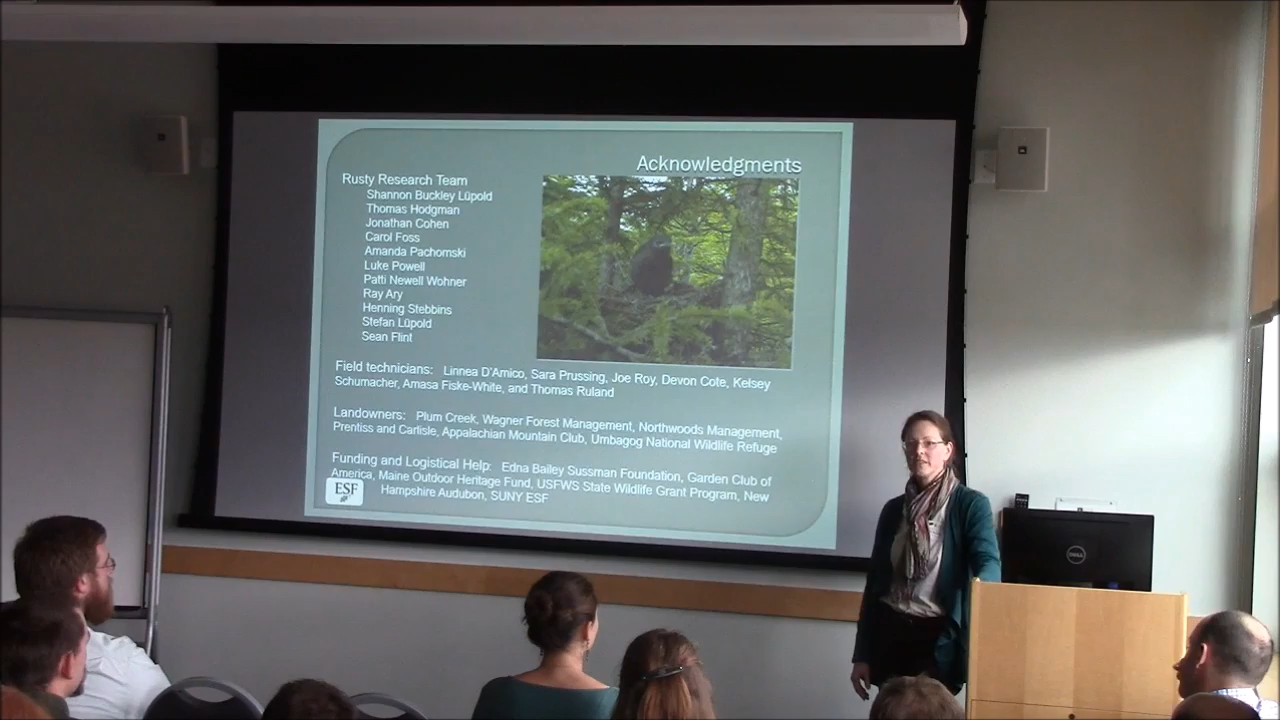 Acknowledgments
Rusty Research Team
Shannon Buckley Lüpold
Thomas Hodgman
Jonathan Cohen
Carol Foss
Amanda Pachomski
Luke Powell
Patti Newell Wohner
Ray Ary
Henning Stebbins
Stefan Lüpold
Sean Flint
Field technicians: Linnea D'Amico, Sara Prussing, Joe Roy, Devon Cote, Kelsey
Schumacher, Amasa Fiske-White, and Thomas Ruland
Landowners: Plum Creek, Wagner Forest Management, Northwoods Management,
Prentiss and Carlisle, Appalachian Mountain Club, Umbagog National Wildlife Refuge
Funding and Logistical Help: Edna Bailey Sussman Foundation, Garden Club of
America, Maine Outdoor Heritage Fund, USFWS State Wildlife Grant Program, New
Hampshire Audubon, SUNY ESF
ESF
DELL